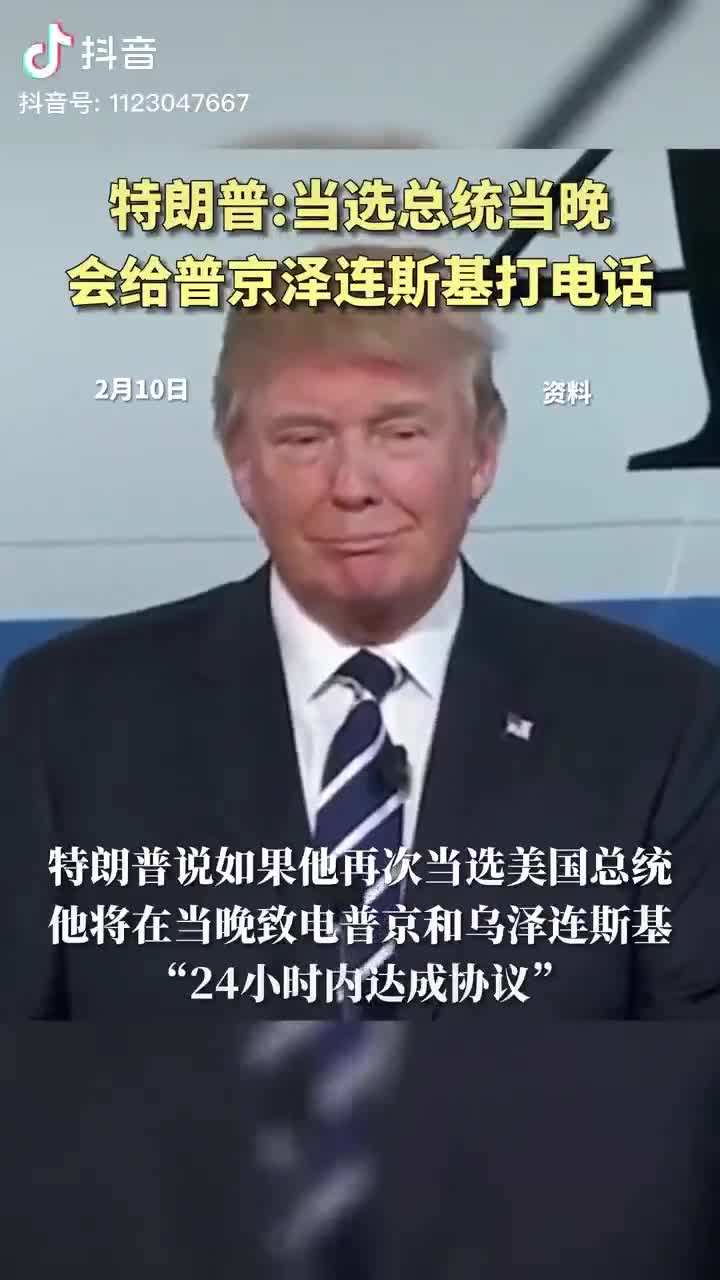 抖音
抖音号: 1123047667
特朗普:当选总统当晚
会给普京泽连斯基打电话
2月10日
资料
特朗普说如果他再次当选美国总统
他将在当晚致电普京和乌泽连斯基
“24小时内达成协议”